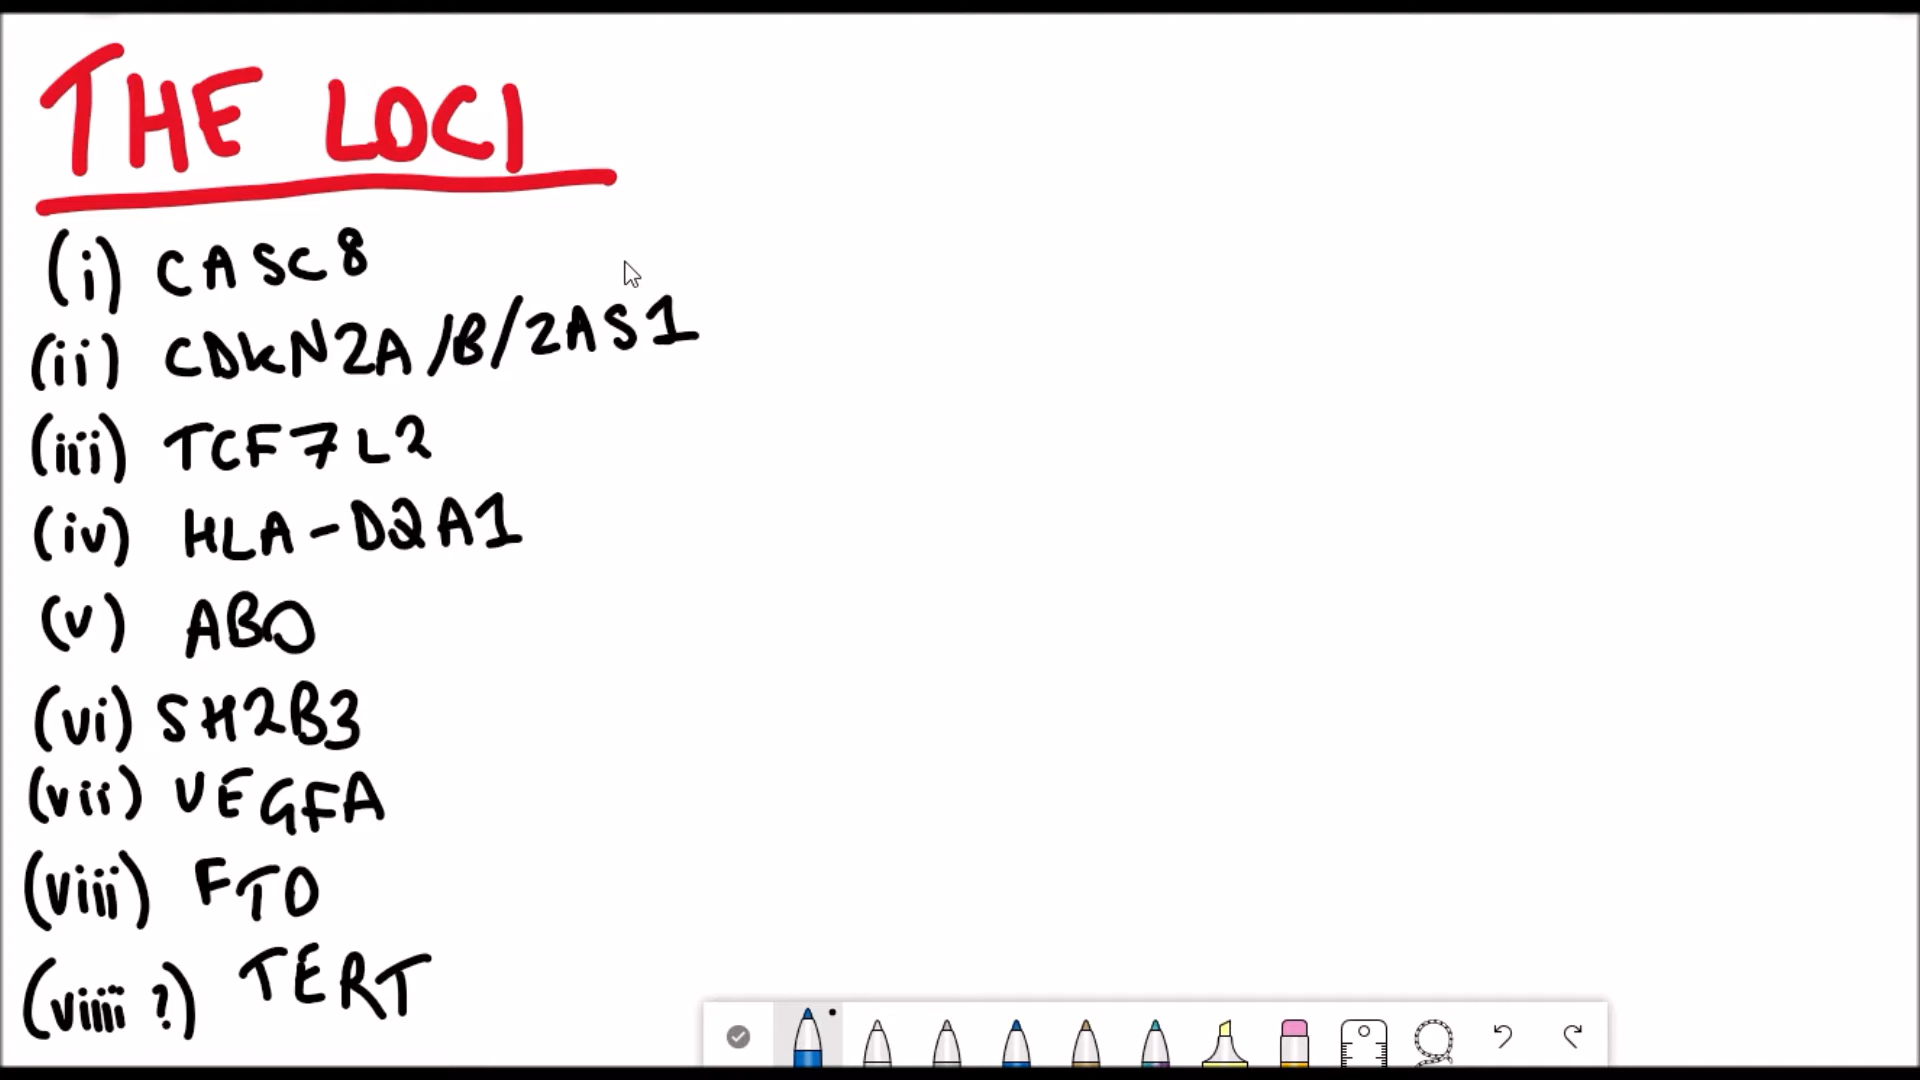 THE LOCI
(i) CASC8
(ii) CDKN2A/B/2AS1
(iii) TCF7L2
(iv) HLA-DQA1
(v) ABO
(vi) SH2B3
(vii) VEGFA
(viii) FTO
(viiii ?) TERT